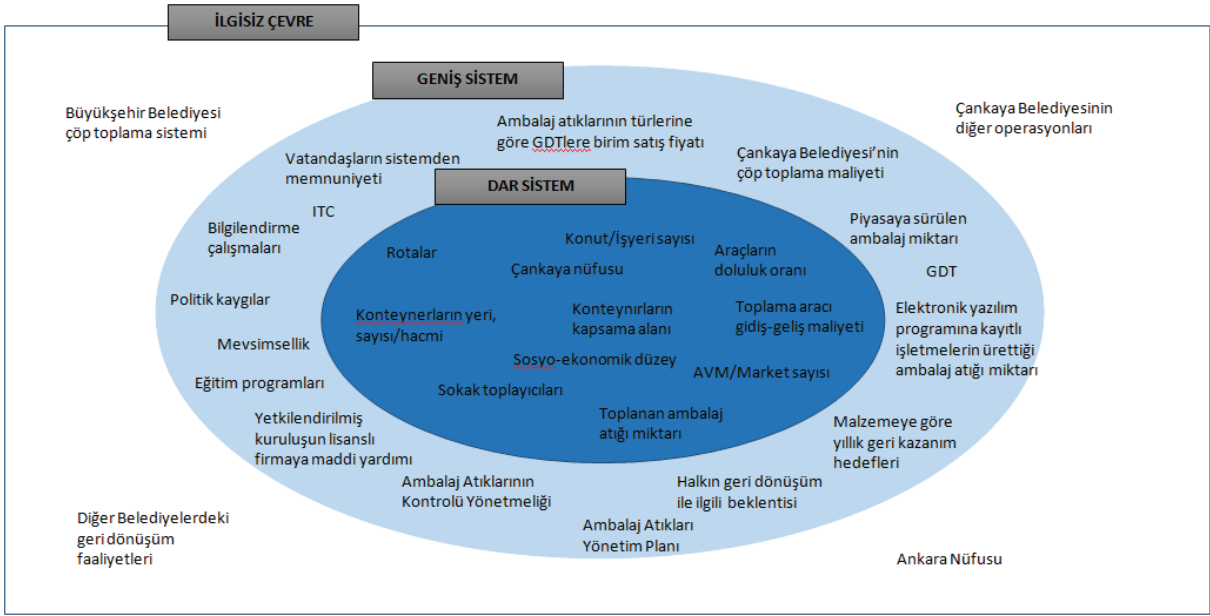 İLGİSİZ ÇEVRE
GENİŞ SİSTEM
Büyükşehir Belediyesi
çöp toplama sistemi
Ambalaj atıklarının türlerine
göre GDTlere birim satış fiyatı
Çankaya Belediyesinin
diğer operasyonları
Vatandaşların sistemden
memnuniyeti
Çankaya Belediyesi’nin
çöp toplama maliyeti
DAR SİSTEM
ITC
Bilgilendirme
çalışmaları
Piyasaya sürülen
ambalaj miktarı
Rotalar
Konut/İşyeri sayısı
Araçların
doluluk oranı
Çankaya nüfusu
GDT
Politik kaygılar
Konteynerların yeri,
sayısı/hacmi
Konteynırların
kapsama alanı
Toplama aracı
gidiş-geliş maliyeti
Elektronik yazılım
programına kayıtlı
işletmelerin ürettiği
ambalaj atığı miktarı
Mevsimsellik
Sosyo-ekonomik düzey
AVM/Market sayısı
Eğitim programları
Sokak toplayıcıları
Toplanan ambalaj
atığı miktarı
Yetkilendirilmiş
kuruluşun lisanslı
firmaya maddi yardımı
Malzemeye göre
yıllık geri kazanım
hedefleri
Ambalaj Atıklarının
Kontrolü Yönetmeliği
Halkın geri dönüşüm
ile ilgili beklentisi
Ambalaj Atıkları
Yönetim Planı
Diğer Belediyelerdeki
geri dönüşüm
faaliyetleri
Ankara Nüfusu